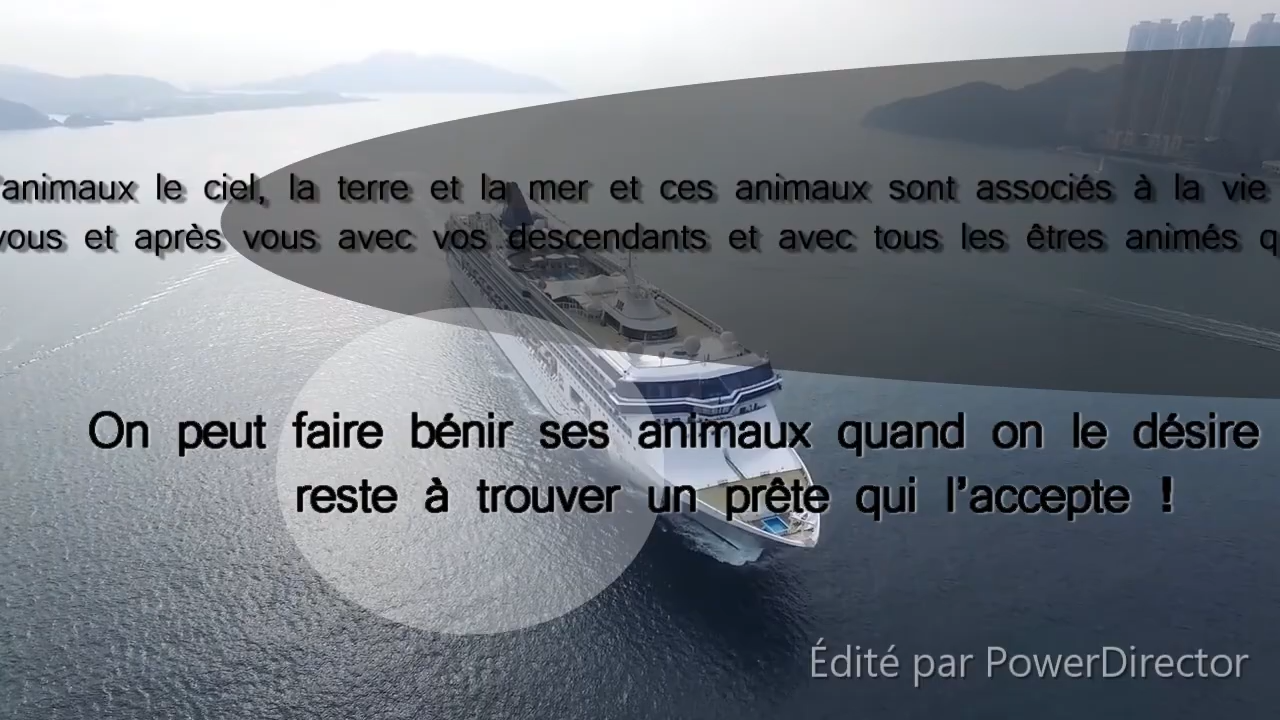 animaux le ciel, la terre et la mer et ces animaux sont associés à la vie
vous et après vous avec vos descendants et avec tous les êtres animés q
On peut faire bénir ses animaux quand on le désire
reste à trouver un prête qui l'accepte !
Édité par PowerDirector